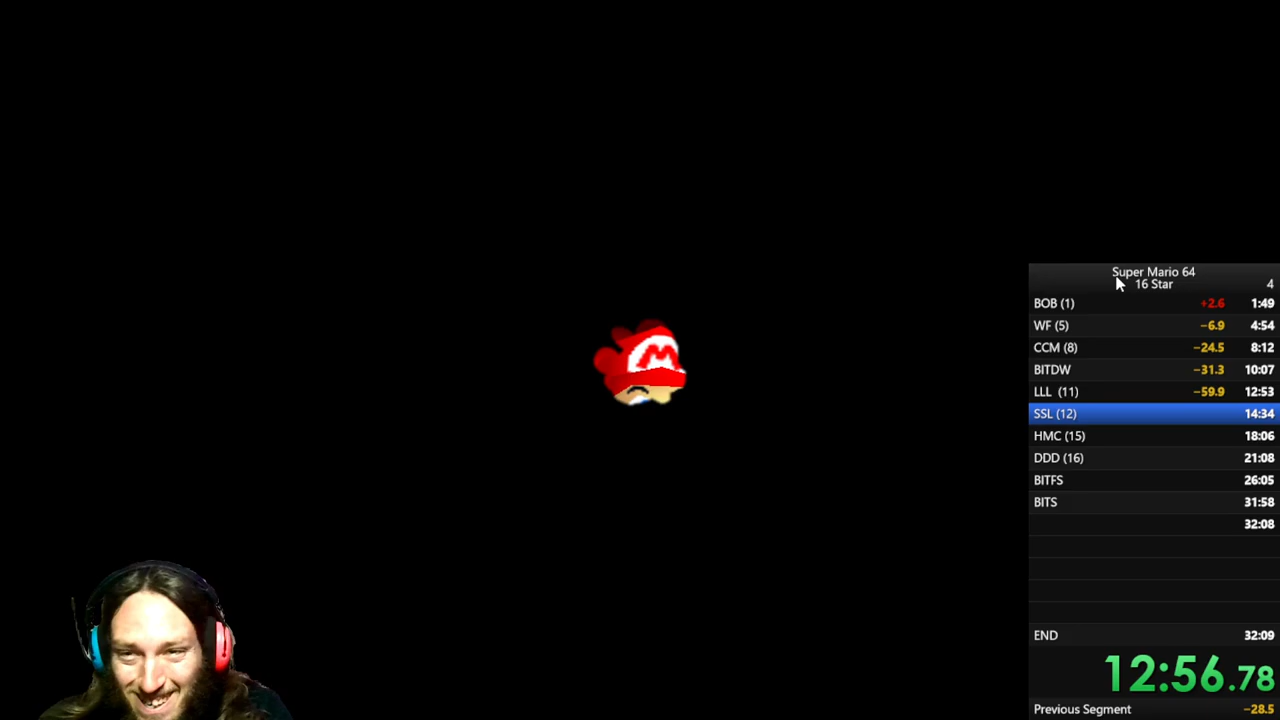 Super Mario 64
16 Star 4
BOB (1) +2.6 1:49
WF (5) −6.9 4:54
CCM (8) −24.5 8:12
BITDW −31.3 10:07
LLL (11) −59.9 12:53
SSL (12) 14:34
HMC (15) 18:06
DDD (16) 21:08
BITFS 26:05
BITS 31:58
32:08
END 32:09
12:56.78
Previous Segment −28.5
M